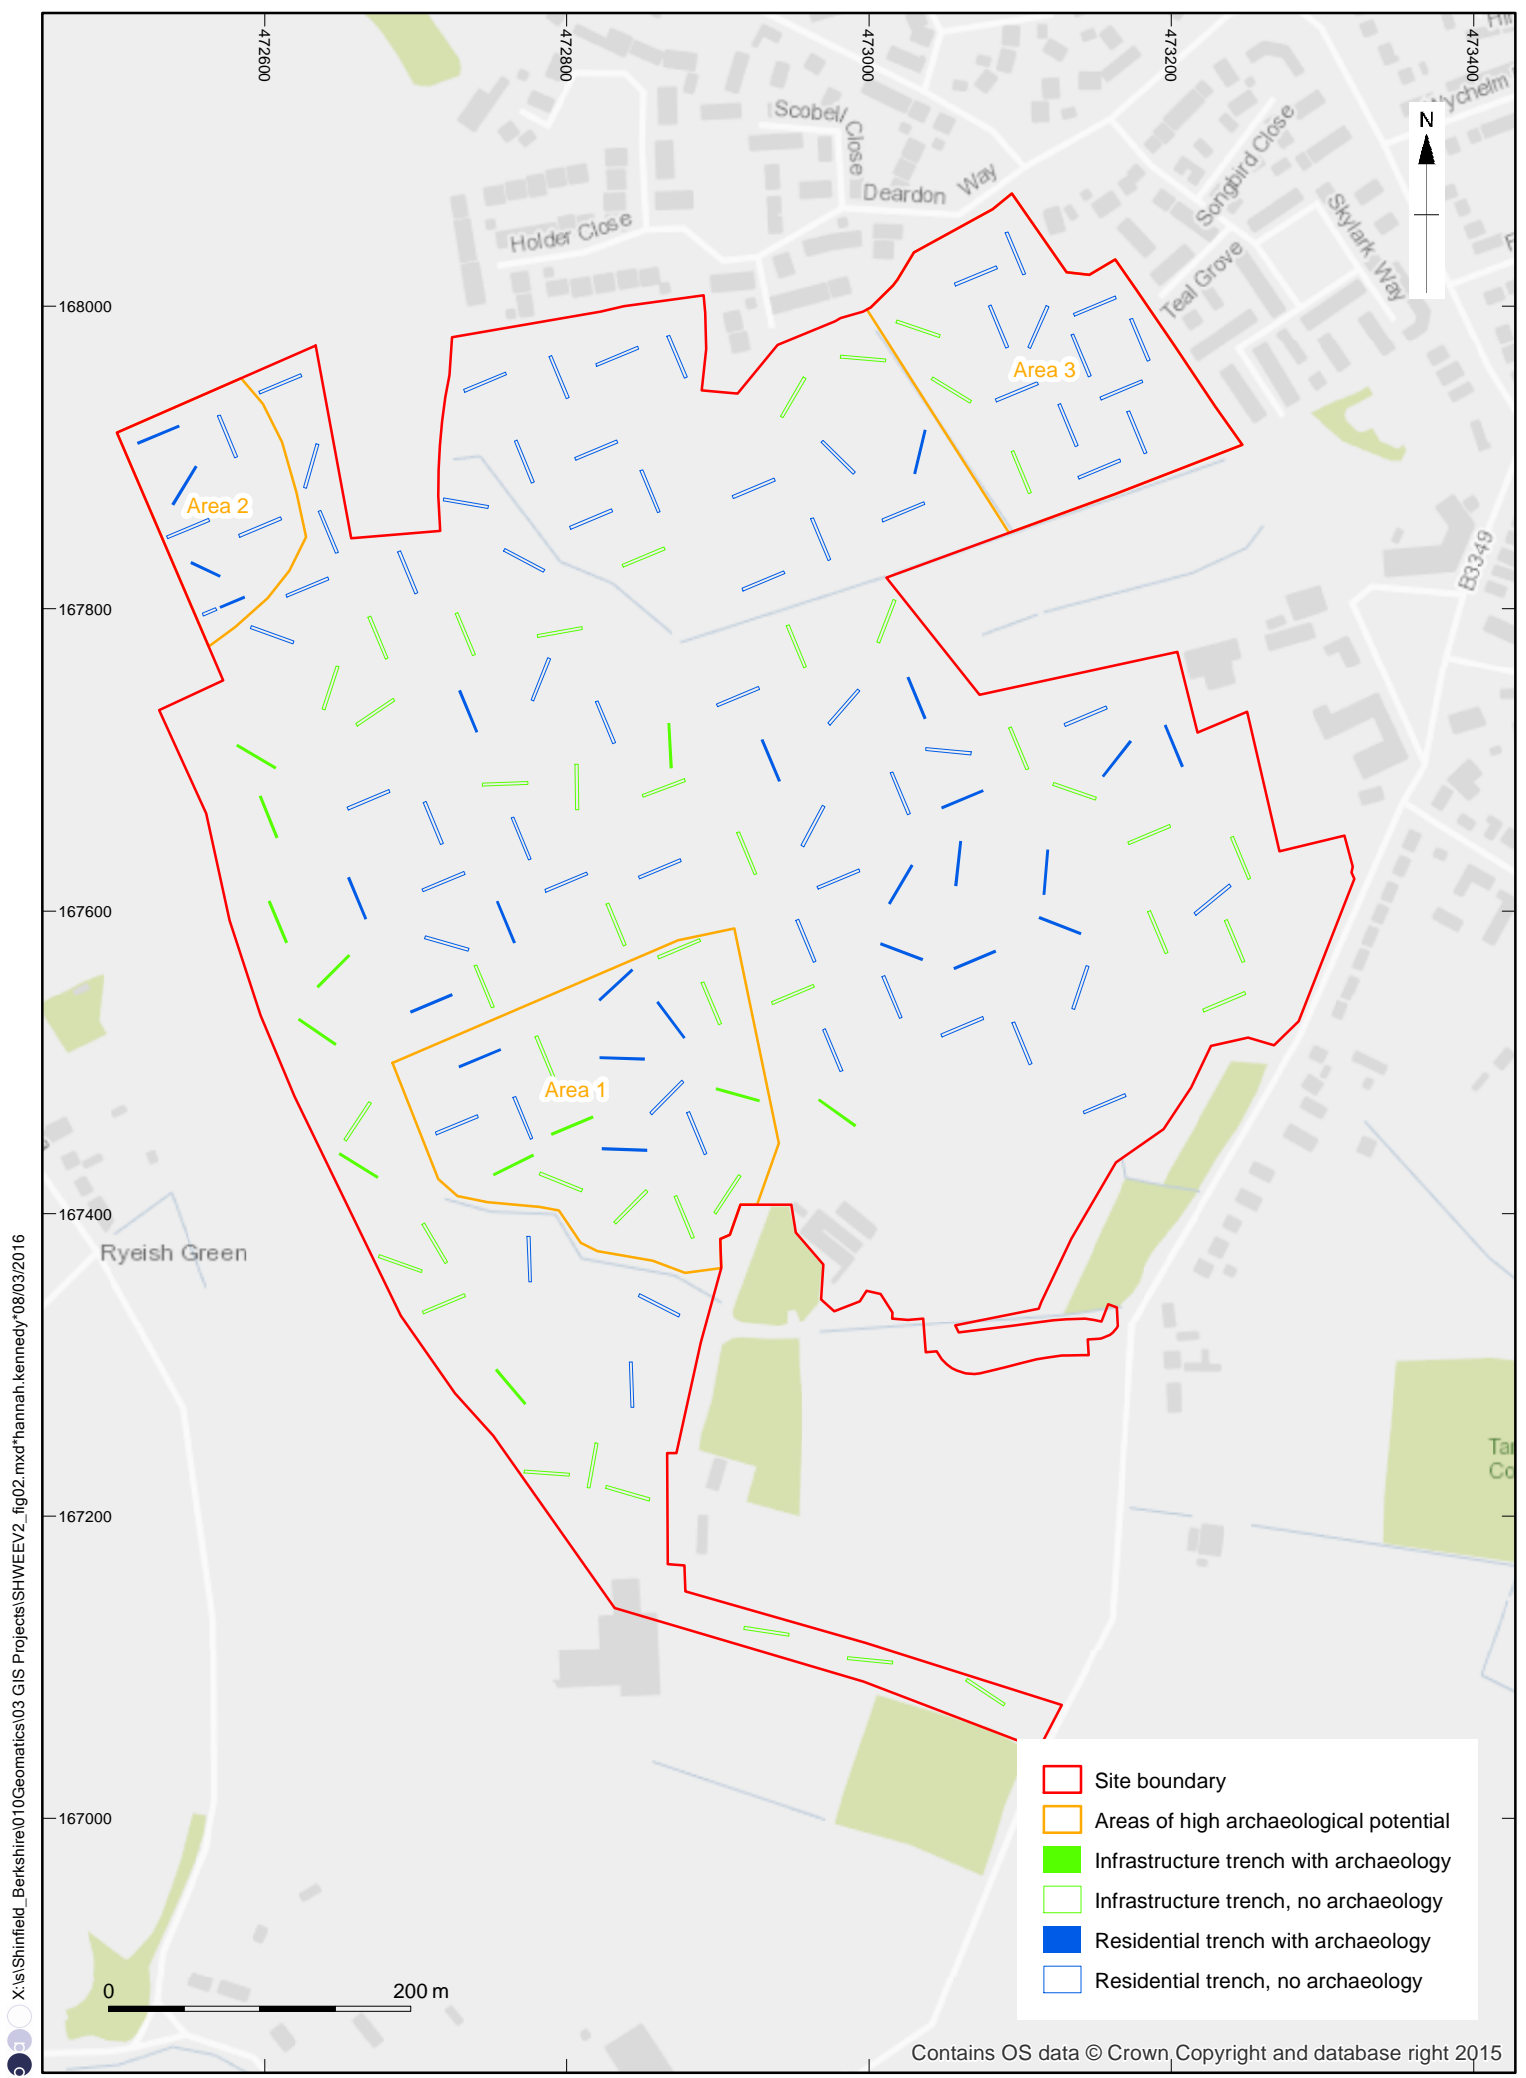 472600
472800
473000
473200
473400
N
Wychelm
Scobel/ Close
Deardon Way
Songbird Close
Holder Close
Skylark Way
Teal Grove
168000
Area 3
Area 2
B3349
167800
167600
Area 1
167400
Ryeish Green
167200
167000
Site boundary
Areas of high archaeological potential
Infrastructure trench with archaeology
Infrastructure trench, no archaeology
Residential trench with archaeology
Residential trench, no archaeology
0 200 m
Contains OS data © Crown Copyright and database right 2015
X:\s\Shinfield_Berkshire\010Geomatics\03 GIS Projects\SHWEEV2_fig02.mxd*hannah.kennedy*08/03/2016